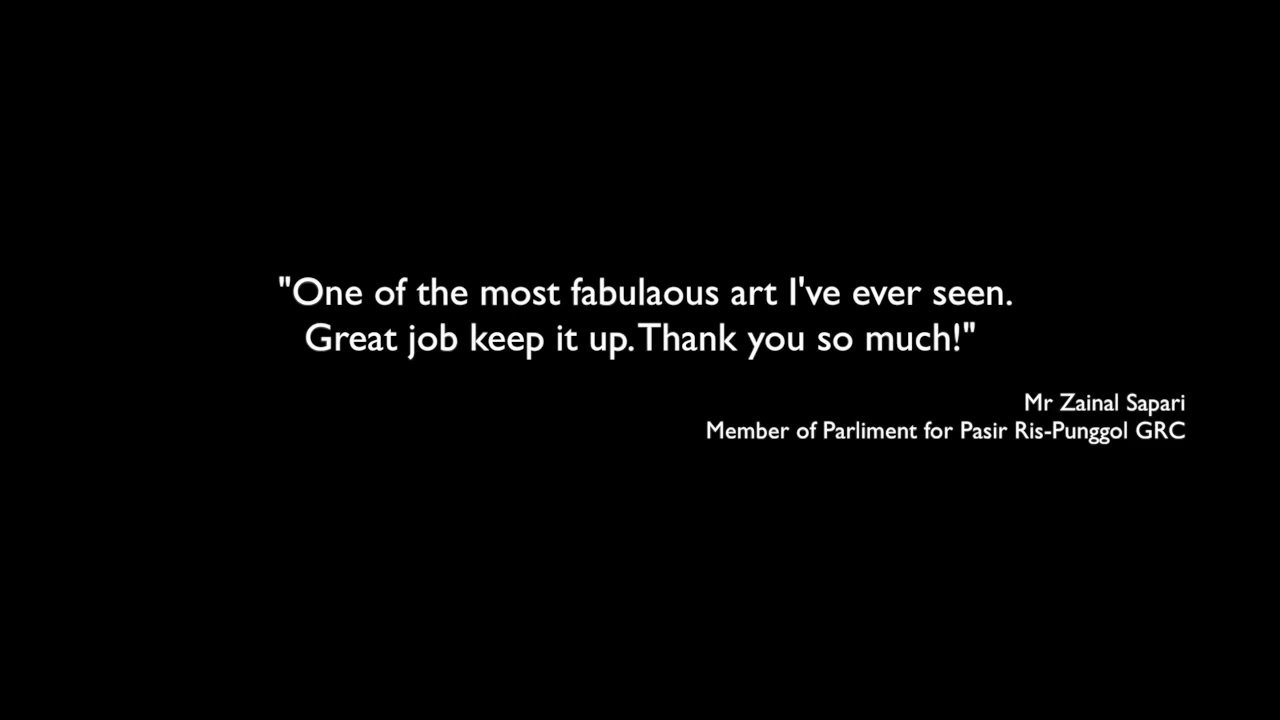 "One of the most fabulaous art I've ever seen.
Great job keep it up. Thank you so much!"
Mr Zainal Sapari
Member of Parliment for Pasir Ris-Punggol GRC